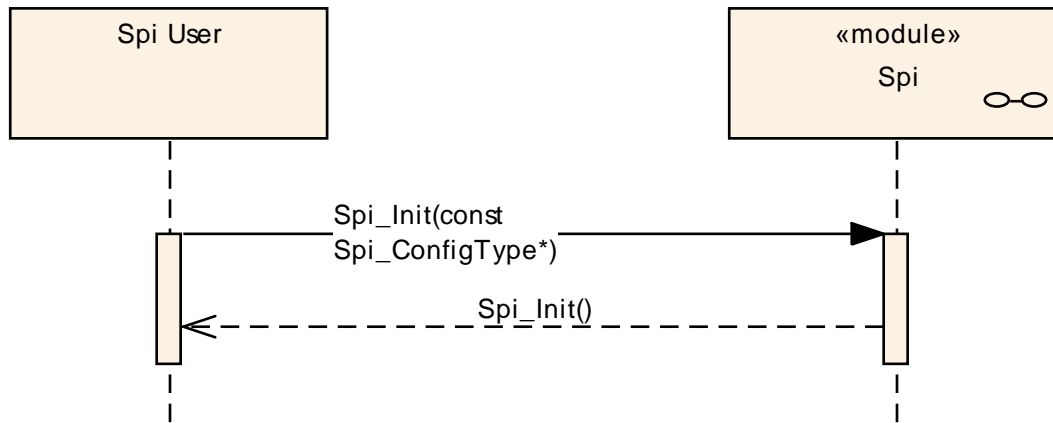 Spi User
«module»
Spi
Spi_Init(const
Spi_ConfigType*)
Spi_Init()